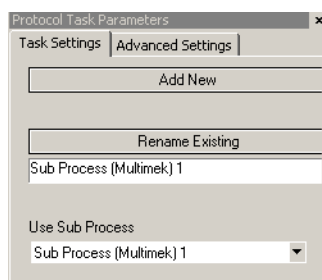 Protocol Task Parameters
Task Settings Advanced Settings
Add New
Rename Existing
Sub Process (Multimek) 1
Use Sub Process
Sub Process (Multimek) 1